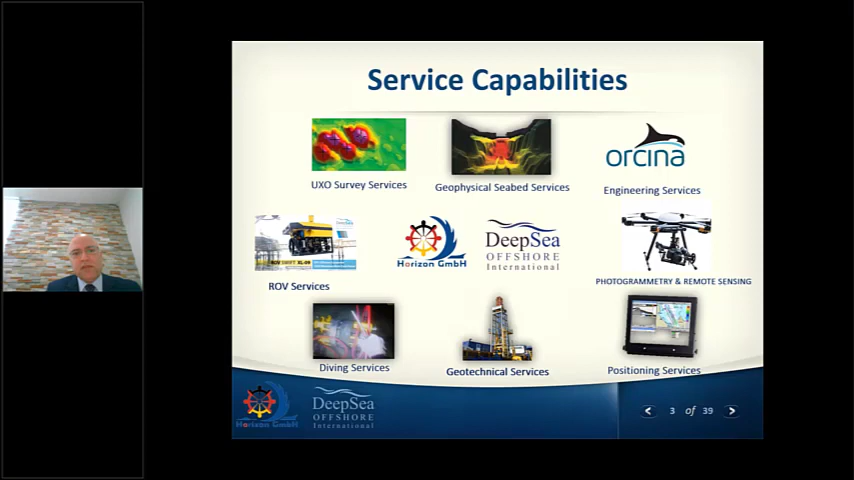 Service Capabilities
UXO Survey Services
Geophysical Seabed Services
orcina
Engineering Services
ROV Services
Horizon GmbH
DeepSea
OFFSHORE
International
PHOTOGRAMMETRY & REMOTE SENSING
Diving Services
Geotechnical Services
Positioning Services
Horizon GmbH
DeepSea
OFFSHORE
International
3 of 39